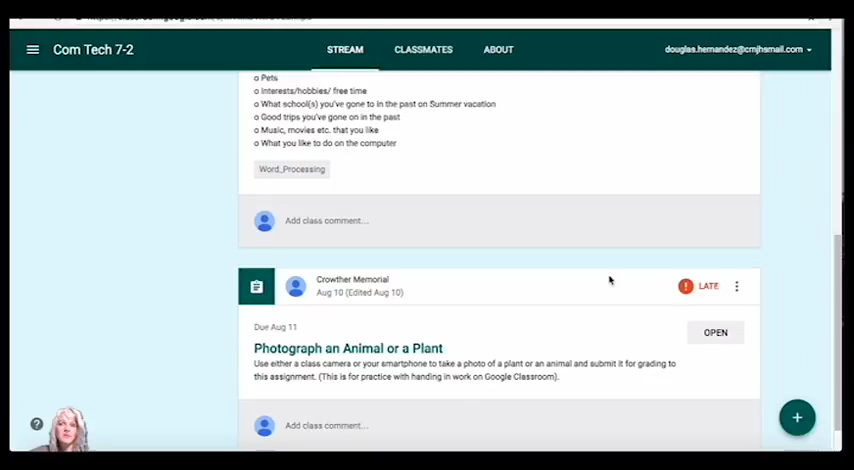 Com Tech 7-2
STREAM
CLASSMATES
ABOUT
douglas.hernandez@cmjhsmail.com
o Pets
o Interests/hobbies/ free time
o What school(s) you've gone to in the past on Summer vacation
o Good trips you've gone on in the past
o Music, movies etc. that you like
o What you like to do on the computer
Word_Processing
Add class comment...
Crowther Memorial
Aug 10 (Edited Aug 10)
LATE
Due Aug 11
OPEN
Photograph an Animal or a Plant
Use either a class camera or your smartphone to take a photo of a plant or an animal and submit it for grading to
this assignment. (This is for practice with handing in work on Google Classroom).
Add class comment...